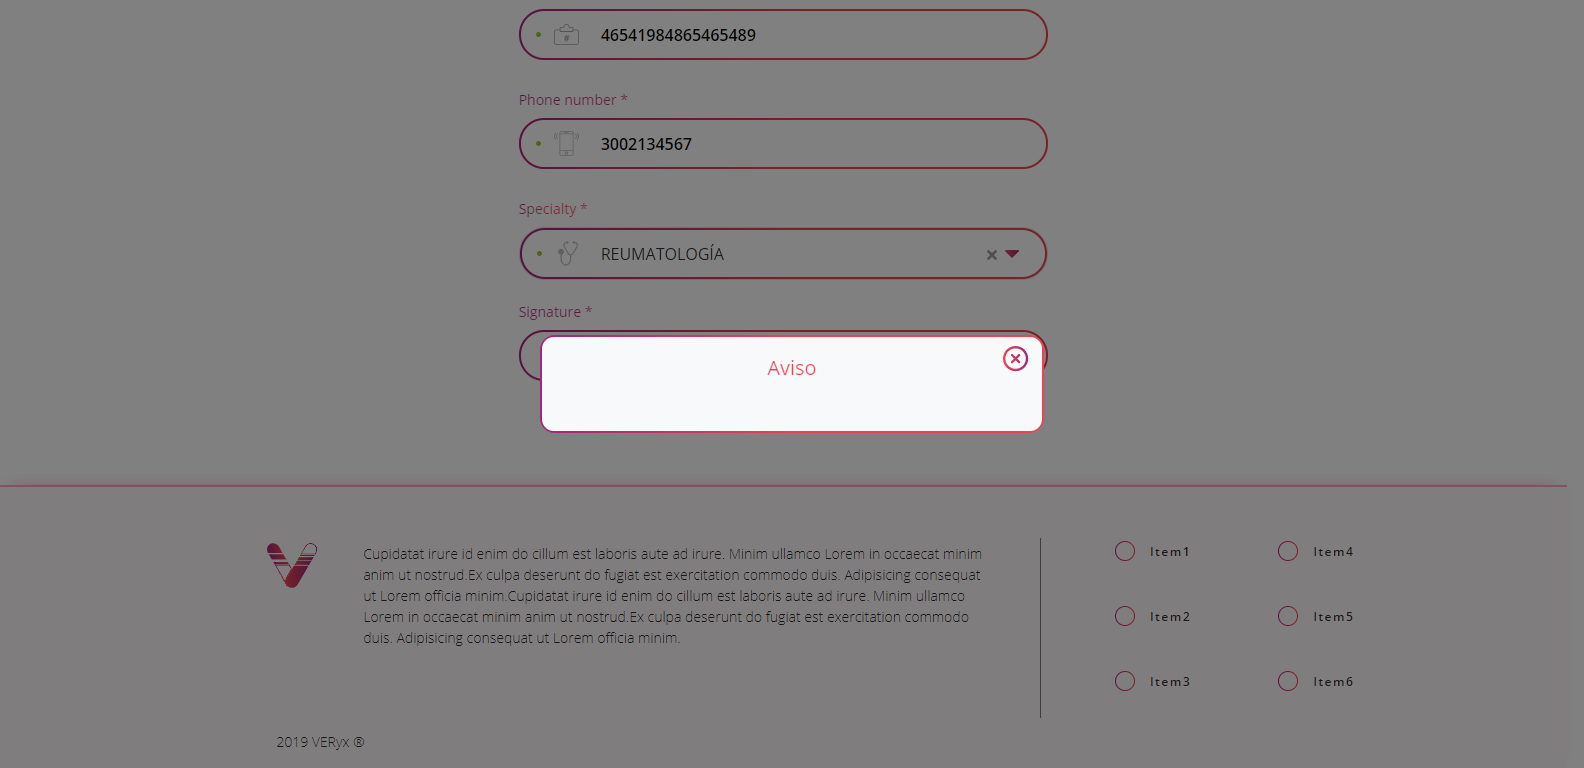 46541984865465489
Phone number *
3002134567
Specialty *
REUMATOLOGÍA
Signature *
Aviso
Cupidatat irure id enim do cillum est laboris aute ad irure. Minim ullamco Lorem in occaecat minim
anim ut nostrud.Ex culpa deserunt do fugiat est exercitation commodo duis. Adipisicing consequat
ut Lorem officia minim.Cupidatat irure id enim do cillum est laboris aute ad irure. Minim ullamco
Lorem in occaecat minim anim ut nostrud.Ex culpa deserunt do fugiat est exercitation commodo
duis. Adipisicing consequat ut Lorem officia minim.
Item1
Item4
Item2
Item5
Item3
Item6
2019 VERyx ®